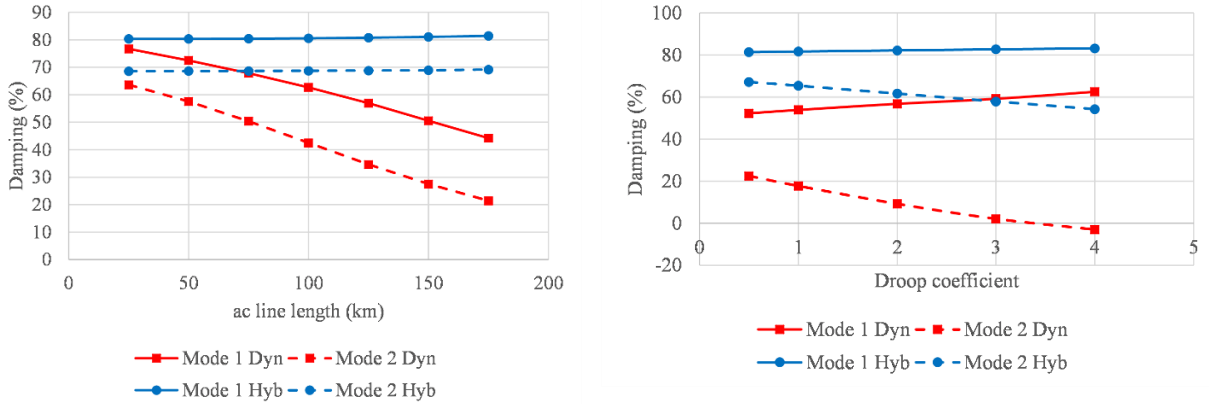 90
80
70
60
50
40
30
20
10
0
Damping (%)
0 50 100 150 200
ac line length (km)
Mode 1 Dyn Mode 2 Dyn
Mode 1 Hyb Mode 2 Hyb
100
80
60
40
20
0
-20
Damping (%)
0 1 2 3 4 5
Droop coefficient
Mode 1 Dyn Mode 2 Dyn
Mode 1 Hyb Mode 2 Hyb